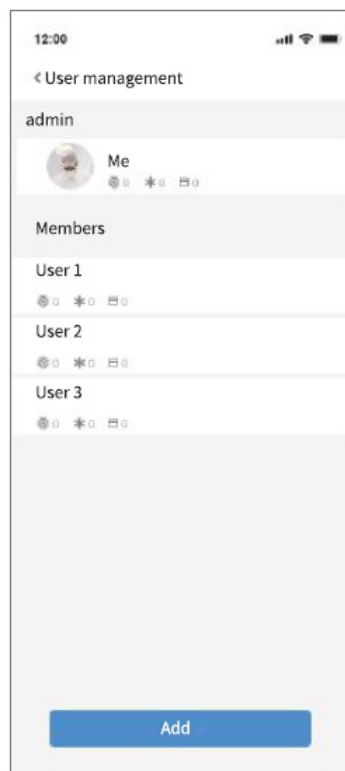 12:00
< User management
admin
Me
0 * 0 0
Members
User 1
0 * 0 0
User 2
0 * 0 0
User 3
0 * 0 0
Add